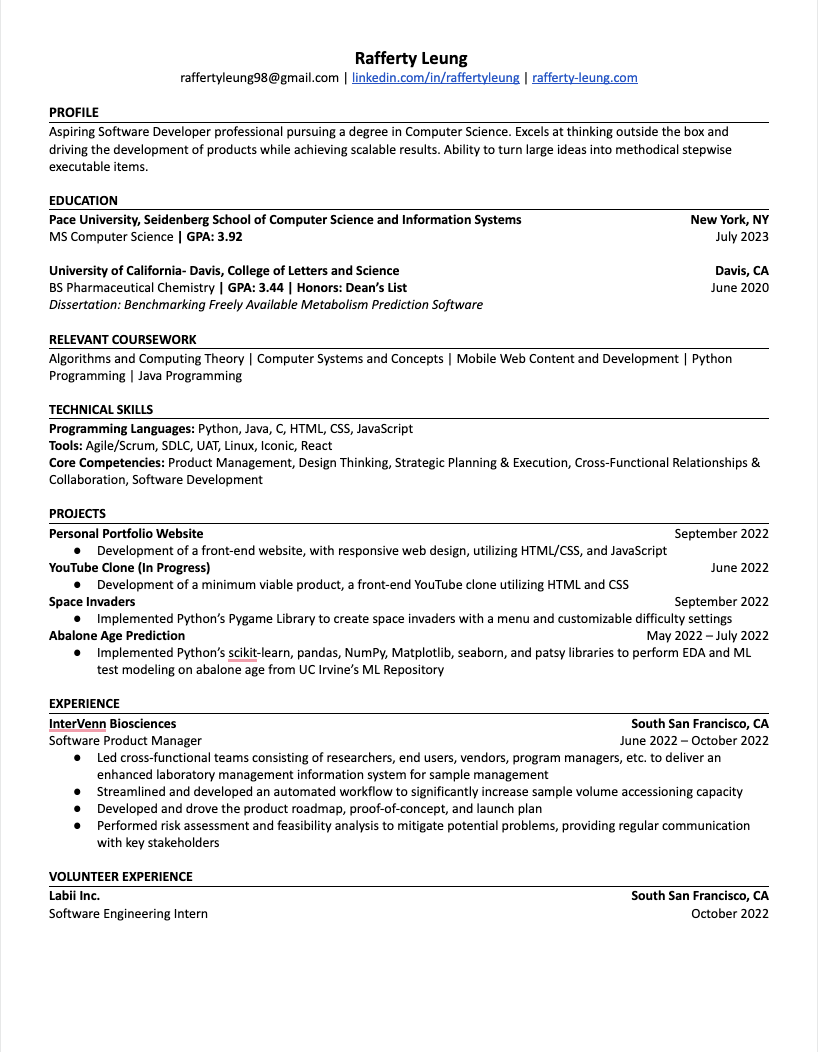 Rafferty Leung
raffertyleung98@gmail.com | linkedin.com/in/raffertyleung | rafferty-leung.com
PROFILE
Aspiring Software Developer professional pursuing a degree in Computer Science. Excels at thinking outside the box and
driving the development of products while achieving scalable results. Ability to turn large ideas into methodical stepwise
executable items.
EDUCATION
Pace University, Seidenberg School of Computer Science and Information Systems New York, NY
MS Computer Science | GPA: 3.92 July 2023
University of California- Davis, College of Letters and Science Davis, CA
BS Pharmaceutical Chemistry | GPA: 3.44 | Honors: Dean's List June 2020
Dissertation: Benchmarking Freely Available Metabolism Prediction Software
RELEVANT COURSEWORK
Algorithms and Computing Theory | Computer Systems and Concepts | Mobile Web Content and Development | Python
Programming | Java Programming
TECHNICAL SKILLS
Programming Languages: Python, Java, C, HTML, CSS, JavaScript
Tools: Agile/Scrum, SDLC, UAT, Linux, Iconic, React
Core Competencies: Product Management, Design Thinking, Strategic Planning & Execution, Cross-Functional Relationships &
Collaboration, Software Development
PROJECTS
Personal Portfolio Website September 2022
● Development of a front-end website, with responsive web design, utilizing HTML/CSS, and JavaScript
YouTube Clone (In Progress) June 2022
● Development of a minimum viable product, a front-end YouTube clone utilizing HTML and CSS
Space Invaders September 2022
● Implemented Python's Pygame Library to create space invaders with a menu and customizable difficulty settings
Abalone Age Prediction May 2022 – July 2022
● Implemented Python's scikit-learn, pandas, NumPy, Matplotlib, seaborn, and patsy libraries to perform EDA and ML
test modeling on abalone age from UC Irvine's ML Repository
EXPERIENCE
InterVenn Biosciences South San Francisco, CA
Software Product Manager June 2022 – October 2022
● Led cross-functional teams consisting of researchers, end users, vendors, program managers, etc. to deliver an
enhanced laboratory management information system for sample management
● Streamlined and developed an automated workflow to significantly increase sample volume accessioning capacity
● Developed and drove the product roadmap, proof-of-concept, and launch plan
● Performed risk assessment and feasibility analysis to mitigate potential problems, providing regular communication
with key stakeholders
VOLUNTEER EXPERIENCE
Labii Inc. South San Francisco, CA
Software Engineering Intern October 2022